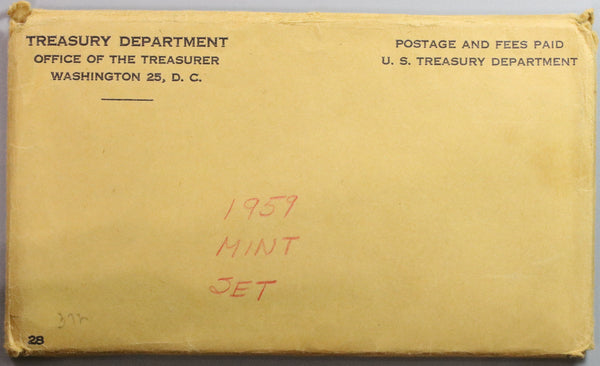 TREASURY DEPARTMENT
OFFICE OF THE TREASURER
WASHINGTON 25, D. C.
POSTAGE AND FEES PAID
U. S. TREASURY DEPARTMENT
1959
MINT
SET
28